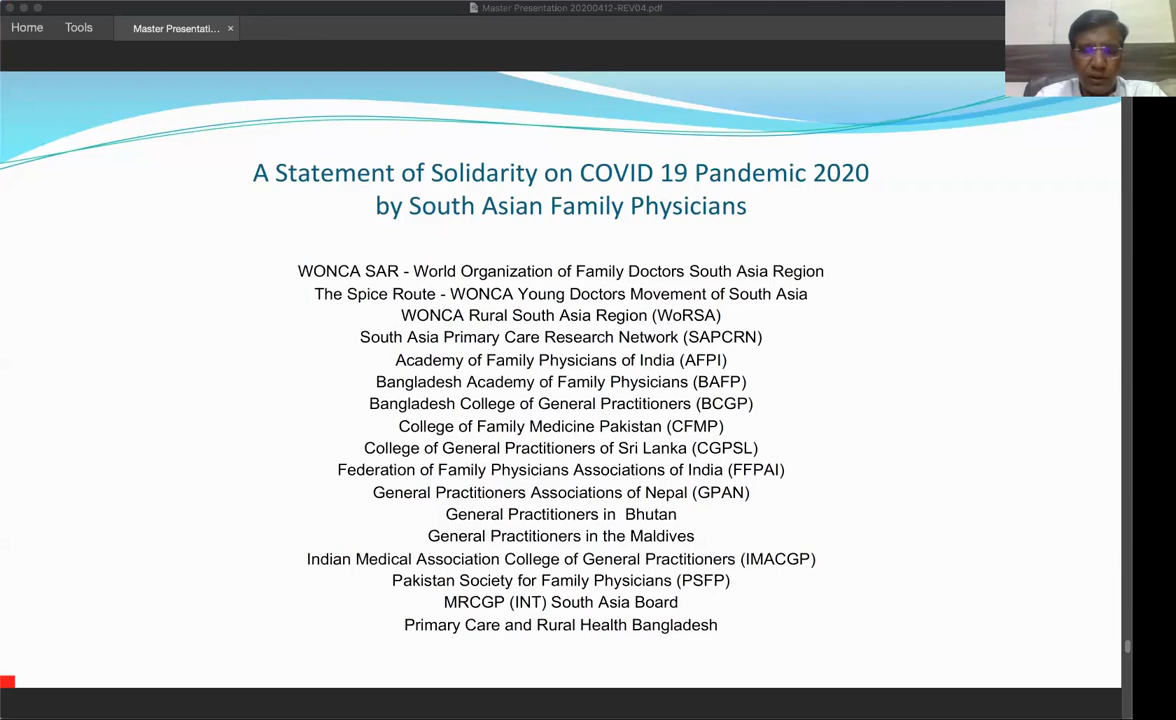 Master Presentation 20200412-REV04.pdf
Home
Tools
Master Presentati... ×
A Statement of Solidarity on COVID 19 Pandemic 2020
by South Asian Family Physicians
WONCA SAR - World Organization of Family Doctors South Asia Region
The Spice Route - WONCA Young Doctors Movement of South Asia
WONCA Rural South Asia Region (WoRSA)
South Asia Primary Care Research Network (SAPCRN)
Academy of Family Physicians of India (AFPI)
Bangladesh Academy of Family Physicians (BAFP)
Bangladesh College of General Practitioners (BCGP)
College of Family Medicine Pakistan (CFMP)
College of General Practitioners of Sri Lanka (CGPSL)
Federation of Family Physicians Associations of India (FFPAI)
General Practitioners Associations of Nepal (GPAN)
General Practitioners in  Bhutan
General Practitioners in the Maldives
Indian Medical Association College of General Practitioners (IMACGP)
Pakistan Society for Family Physicians (PSFP)
MRCGP (INT) South Asia Board
Primary Care and Rural Health Bangladesh